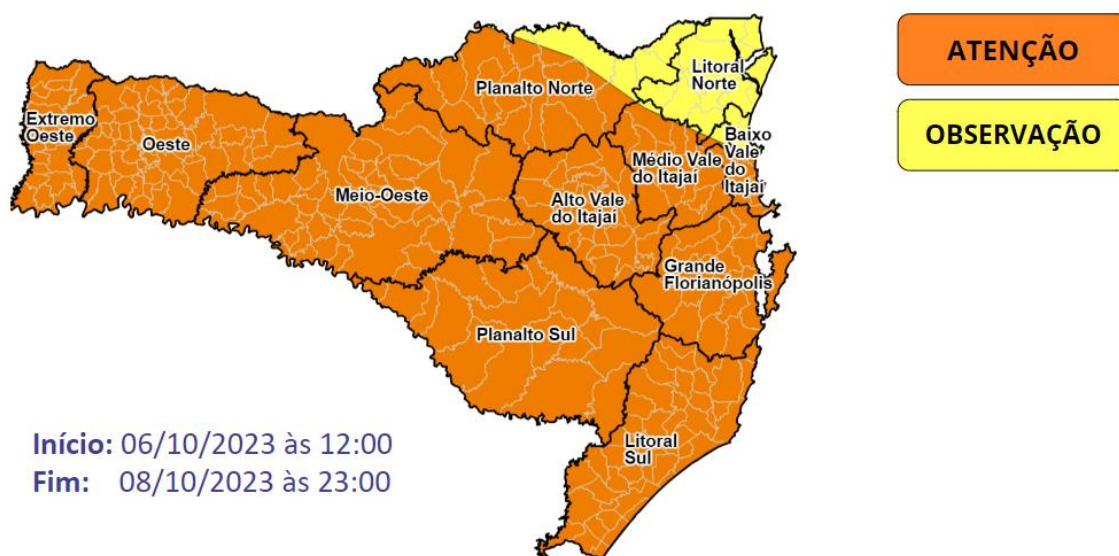 ATENÇÃO
OBSERVAÇÃO
Litoral
Norte
Planalto Norte
Extremo
Oeste
Oeste
Baixo
Vale
do
Itajaí
Médio Vale
do Itajaí
Meio-Oeste
Alto Vale
do Itajaí
Grande
Florianópolis
Planalto Sul
Litoral
Sul
Início: 06/10/2023 às 12:00
Fim: 08/10/2023 às 23:00